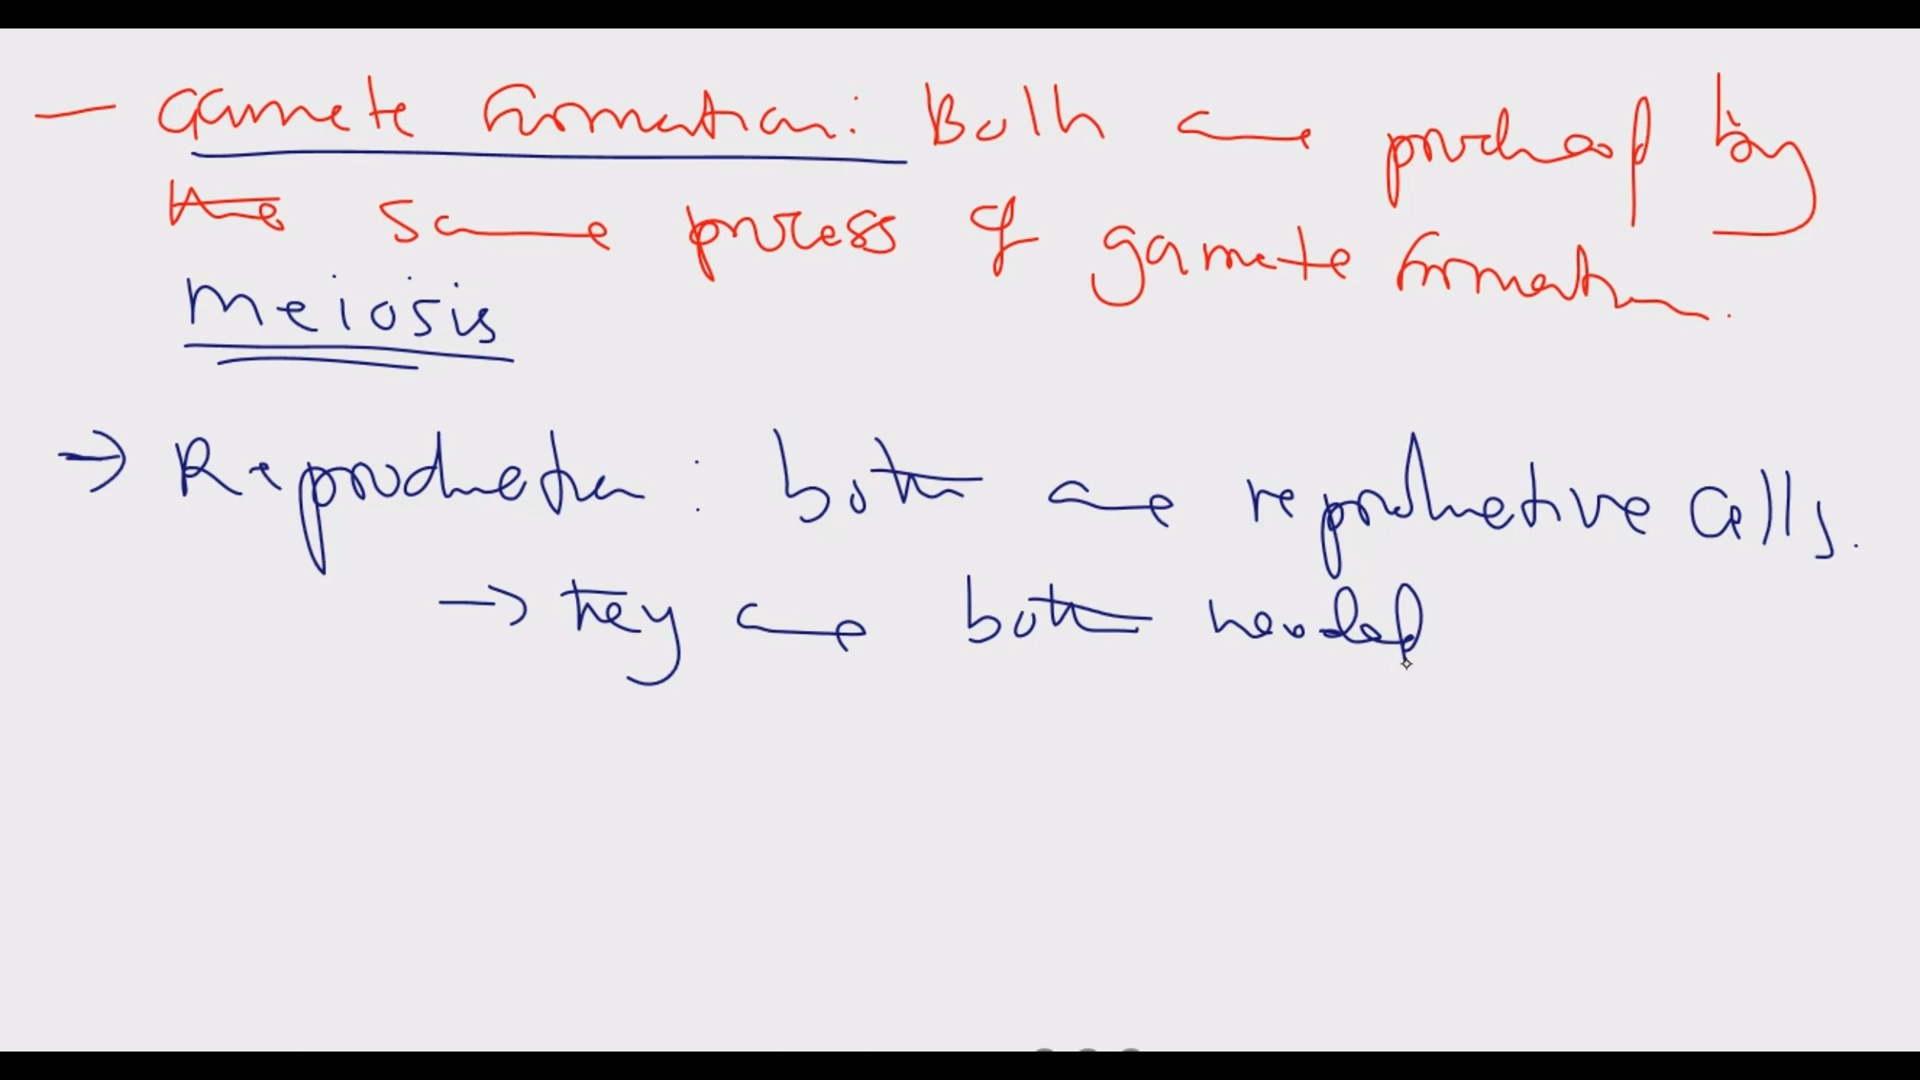 — Gamete formation: Both are produced by
the same process of gamete formation.
meiosis
→ Reproduction: both are reproductive cells.
→ they are both needed